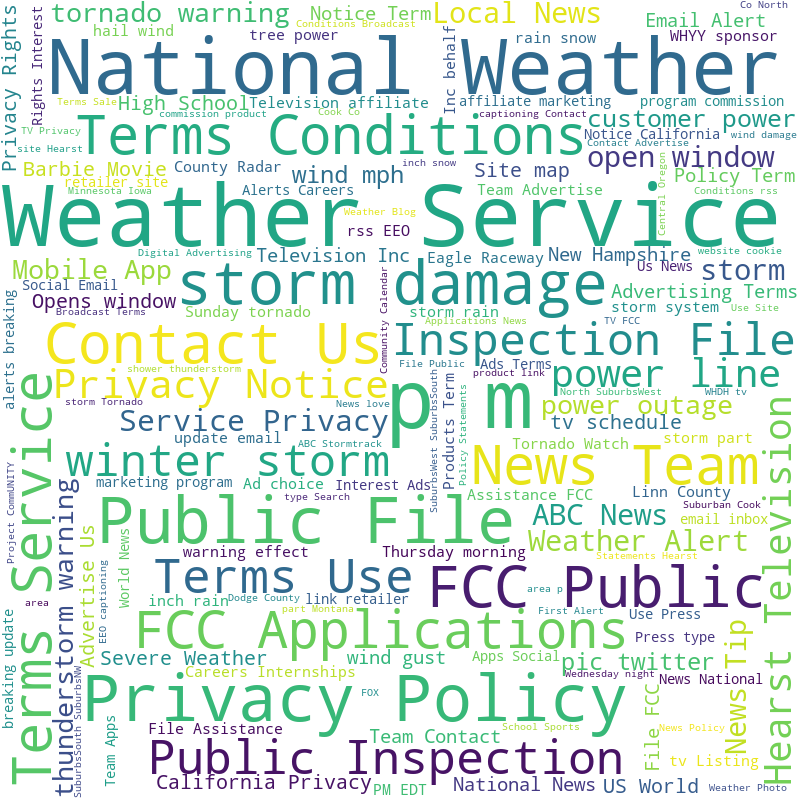 Co North
tornado warning
Notice Term
Local News
Email Alert
Conditions Broadcast
hail wind
tree power
rain snow
WHYY sponsor
Privacy Rights
Rights Interest
National Weather
Inc behalf
Terms Sale
High School
Television affiliate
affiliate marketing
program commission
commission product
Cook Co
captioning Contact
customer power
TV Privacy
Terms Conditions
Notice California
wind damage
site Hearst
Contact Advertise
open window
Barbie Movie
County Radar
wind mph
inch snow
Site map
Policy Term
retailer site
Alerts Careers
Team Advertise
Conditions rss
Minnesota Iowa
Central Oregon
Weather Service
Weather Blog
rss EEO
Digital Advertising
Television Inc
Eagle Raceway
New Hampshire
website cookie
Mobile App
storm damage
Us News
storm
Social Email
Community Calendar
Advertising Terms
Opens window
Broadcast Terms
Sunday tornado
storm rain
storm system
Use Site
alerts breaking
Contact Us
Applications News
TV FCC
Inspection File
shower thunderstorm
File Public
Ads Terms
product link
Privacy Notice
p m
power line
North SuburbsWest
WHDH tv
storm Tornado
News love
SuburbsWest SuburbsSouth
Products Term
Policy Statements
power outage
Service Privacy
tv schedule
update email
ABC Stormtrack
Tornado Watch
storm part
winter storm
News Team
Terms Service
Project CommUNITY
marketing program
Ad choice
Interest Ads
Assistance FCC
Linn County
type Search
Suburban Cook
thunderstorm warning
Public File
ABC News
email inbox
Hearst Television
Advertise Us
World News
warning effect
Thursday morning
Weather Alert
Statements Hearst
EEO captioning
Terms Use
FCC Public
area
inch rain
Dodge County
link retailer
area p
breaking update
part Montana
First Alert
Use Press
FCC Applications
Press type
News Tip
Severe Weather
wind gust
Apps Social
pic twitter
SuburbsSouth SuburbsNW
Careers Internships
Wednesday night
News National
Privacy Policy
FOX
File Assistance
Team Contact
School Sports
News Policy
Team Apps
File FCC
Public Inspection
tv Listing
California Privacy
PM EDT
National News
US World
Weather Photo